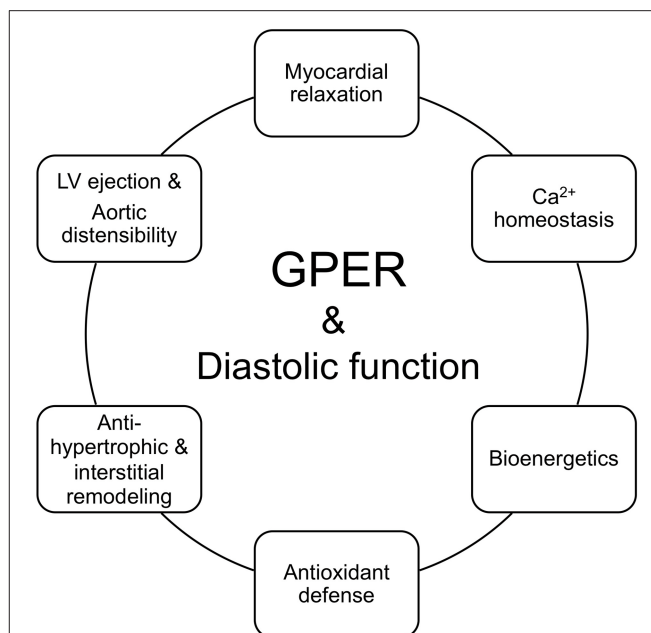 Myocardial
relaxation
LV ejection &
Aortic
distensibility
Ca²⁺
homeostasis
GPER
&
Diastolic function
Anti-
hypertrophic &
interstitial
remodeling
Bioenergetics
Antioxidant
defense